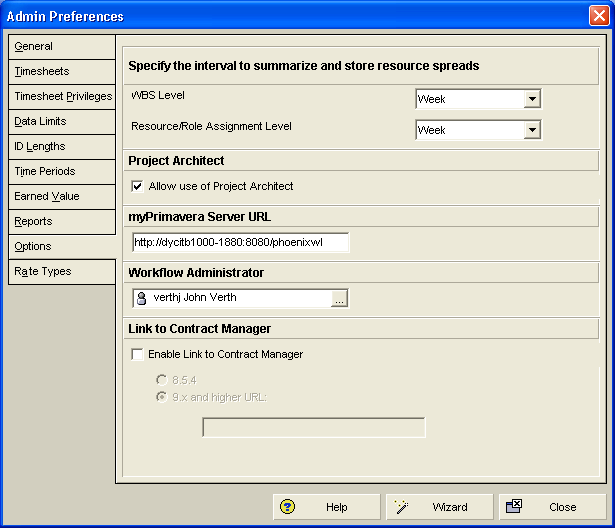 Admin Preferences
General
Timesheets
Timesheet Privileges
Data Limits
ID Lengths
Time Periods
Earned Value
Reports
Options
Rate Types
Specify the interval to summarize and store resource spreads
WBS Level
Week
Resource/Role Assignment Level
Week
Project Architect
Allow use of Project Architect
myPrimavera Server URL
http://dycitb1000-1880:8080/phoenixwl
Workflow Administrator
verthj John Verth
...
Link to Contract Manager
Enable Link to Contract Manager
8.5.4
9.x and higher URL:
Help
Wizard
Close